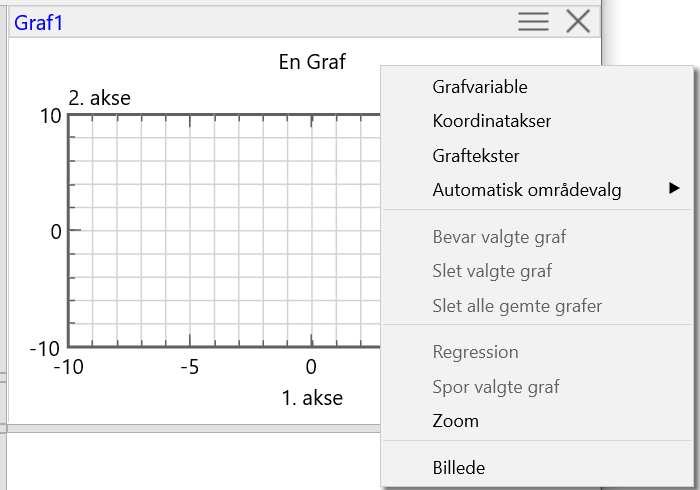 Graf1
En Graf
2. akse
10
0
-10
-10 -5 0
1. akse
Grafvariable
Koordinatakser
Graftekster
Automatisk områdevalg
Bevar valgte graf
Slet valgte graf
Slet alle gemte grafer
Regression
Spor valgte graf
Zoom
Billede